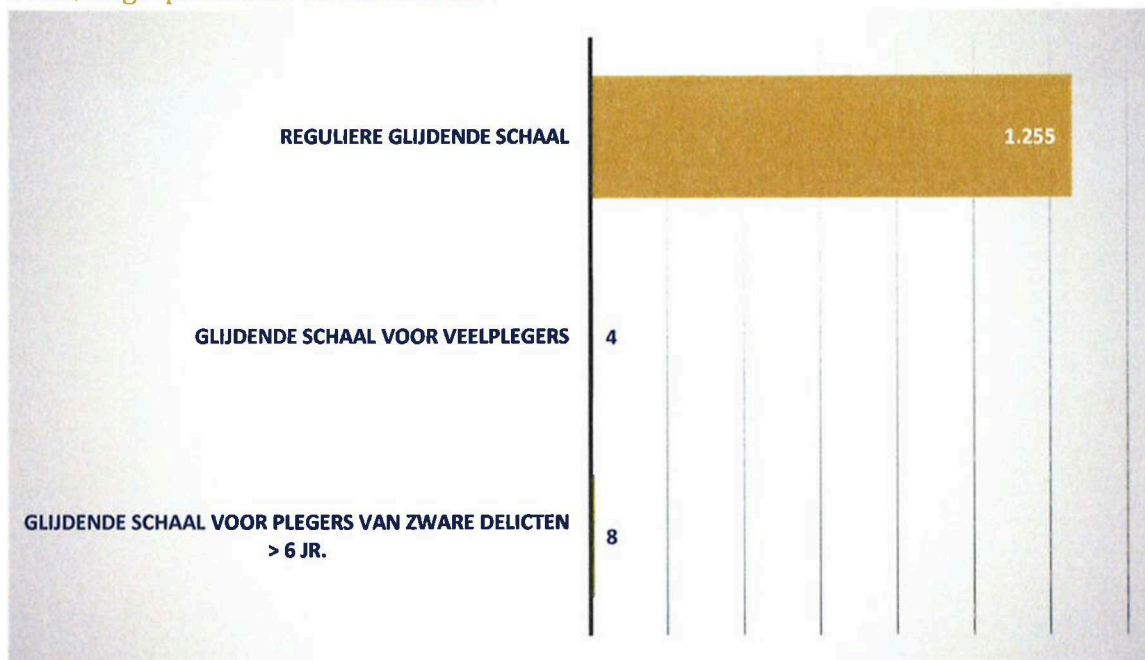 REGULIERE GLIJDENDE SCHAAL
1.255
GLIJDENDE SCHAAL VOOR VEELPLEGERS
4
GLIJDENDE SCHAAL VOOR PLEGERS VAN ZWARE DELICTEN
> 6 JR.
8